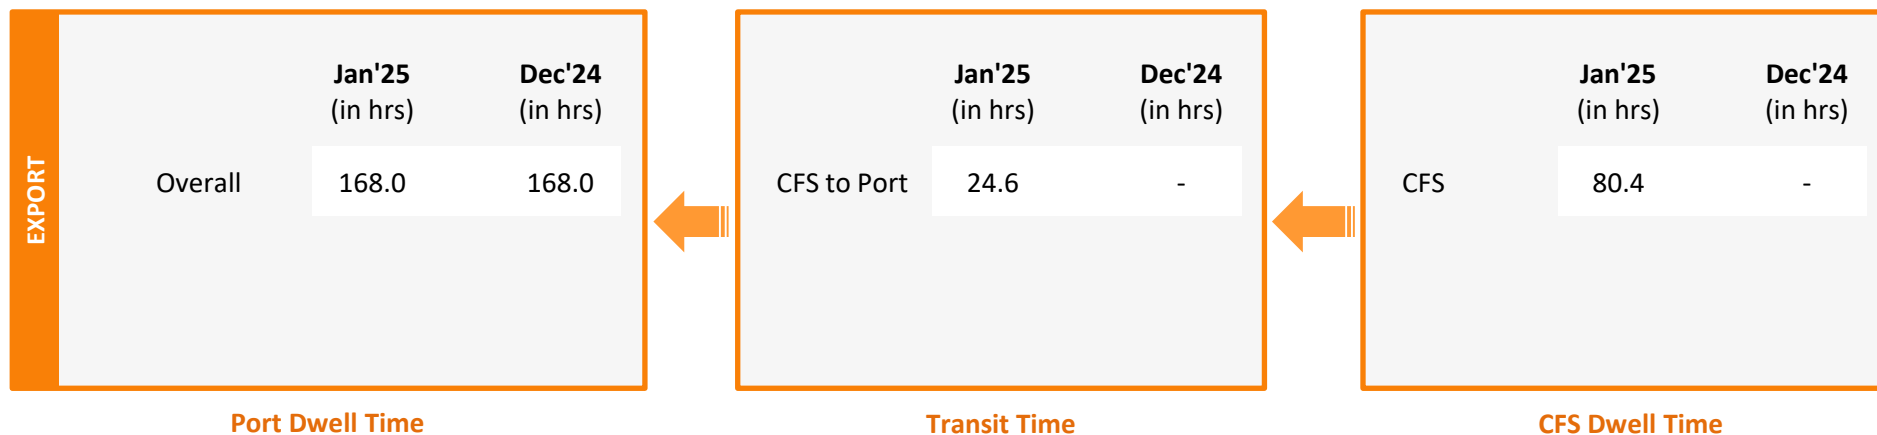 EXPORT
Jan'25 Dec'24
(in hrs) (in hrs)
Overall 168.0 168.0
Port Dwell Time
Jan'25 Dec'24
(in hrs) (in hrs)
CFS to Port 24.6 -
Transit Time
Jan'25 Dec'24
(in hrs) (in hrs)
CFS 80.4 -
CFS Dwell Time